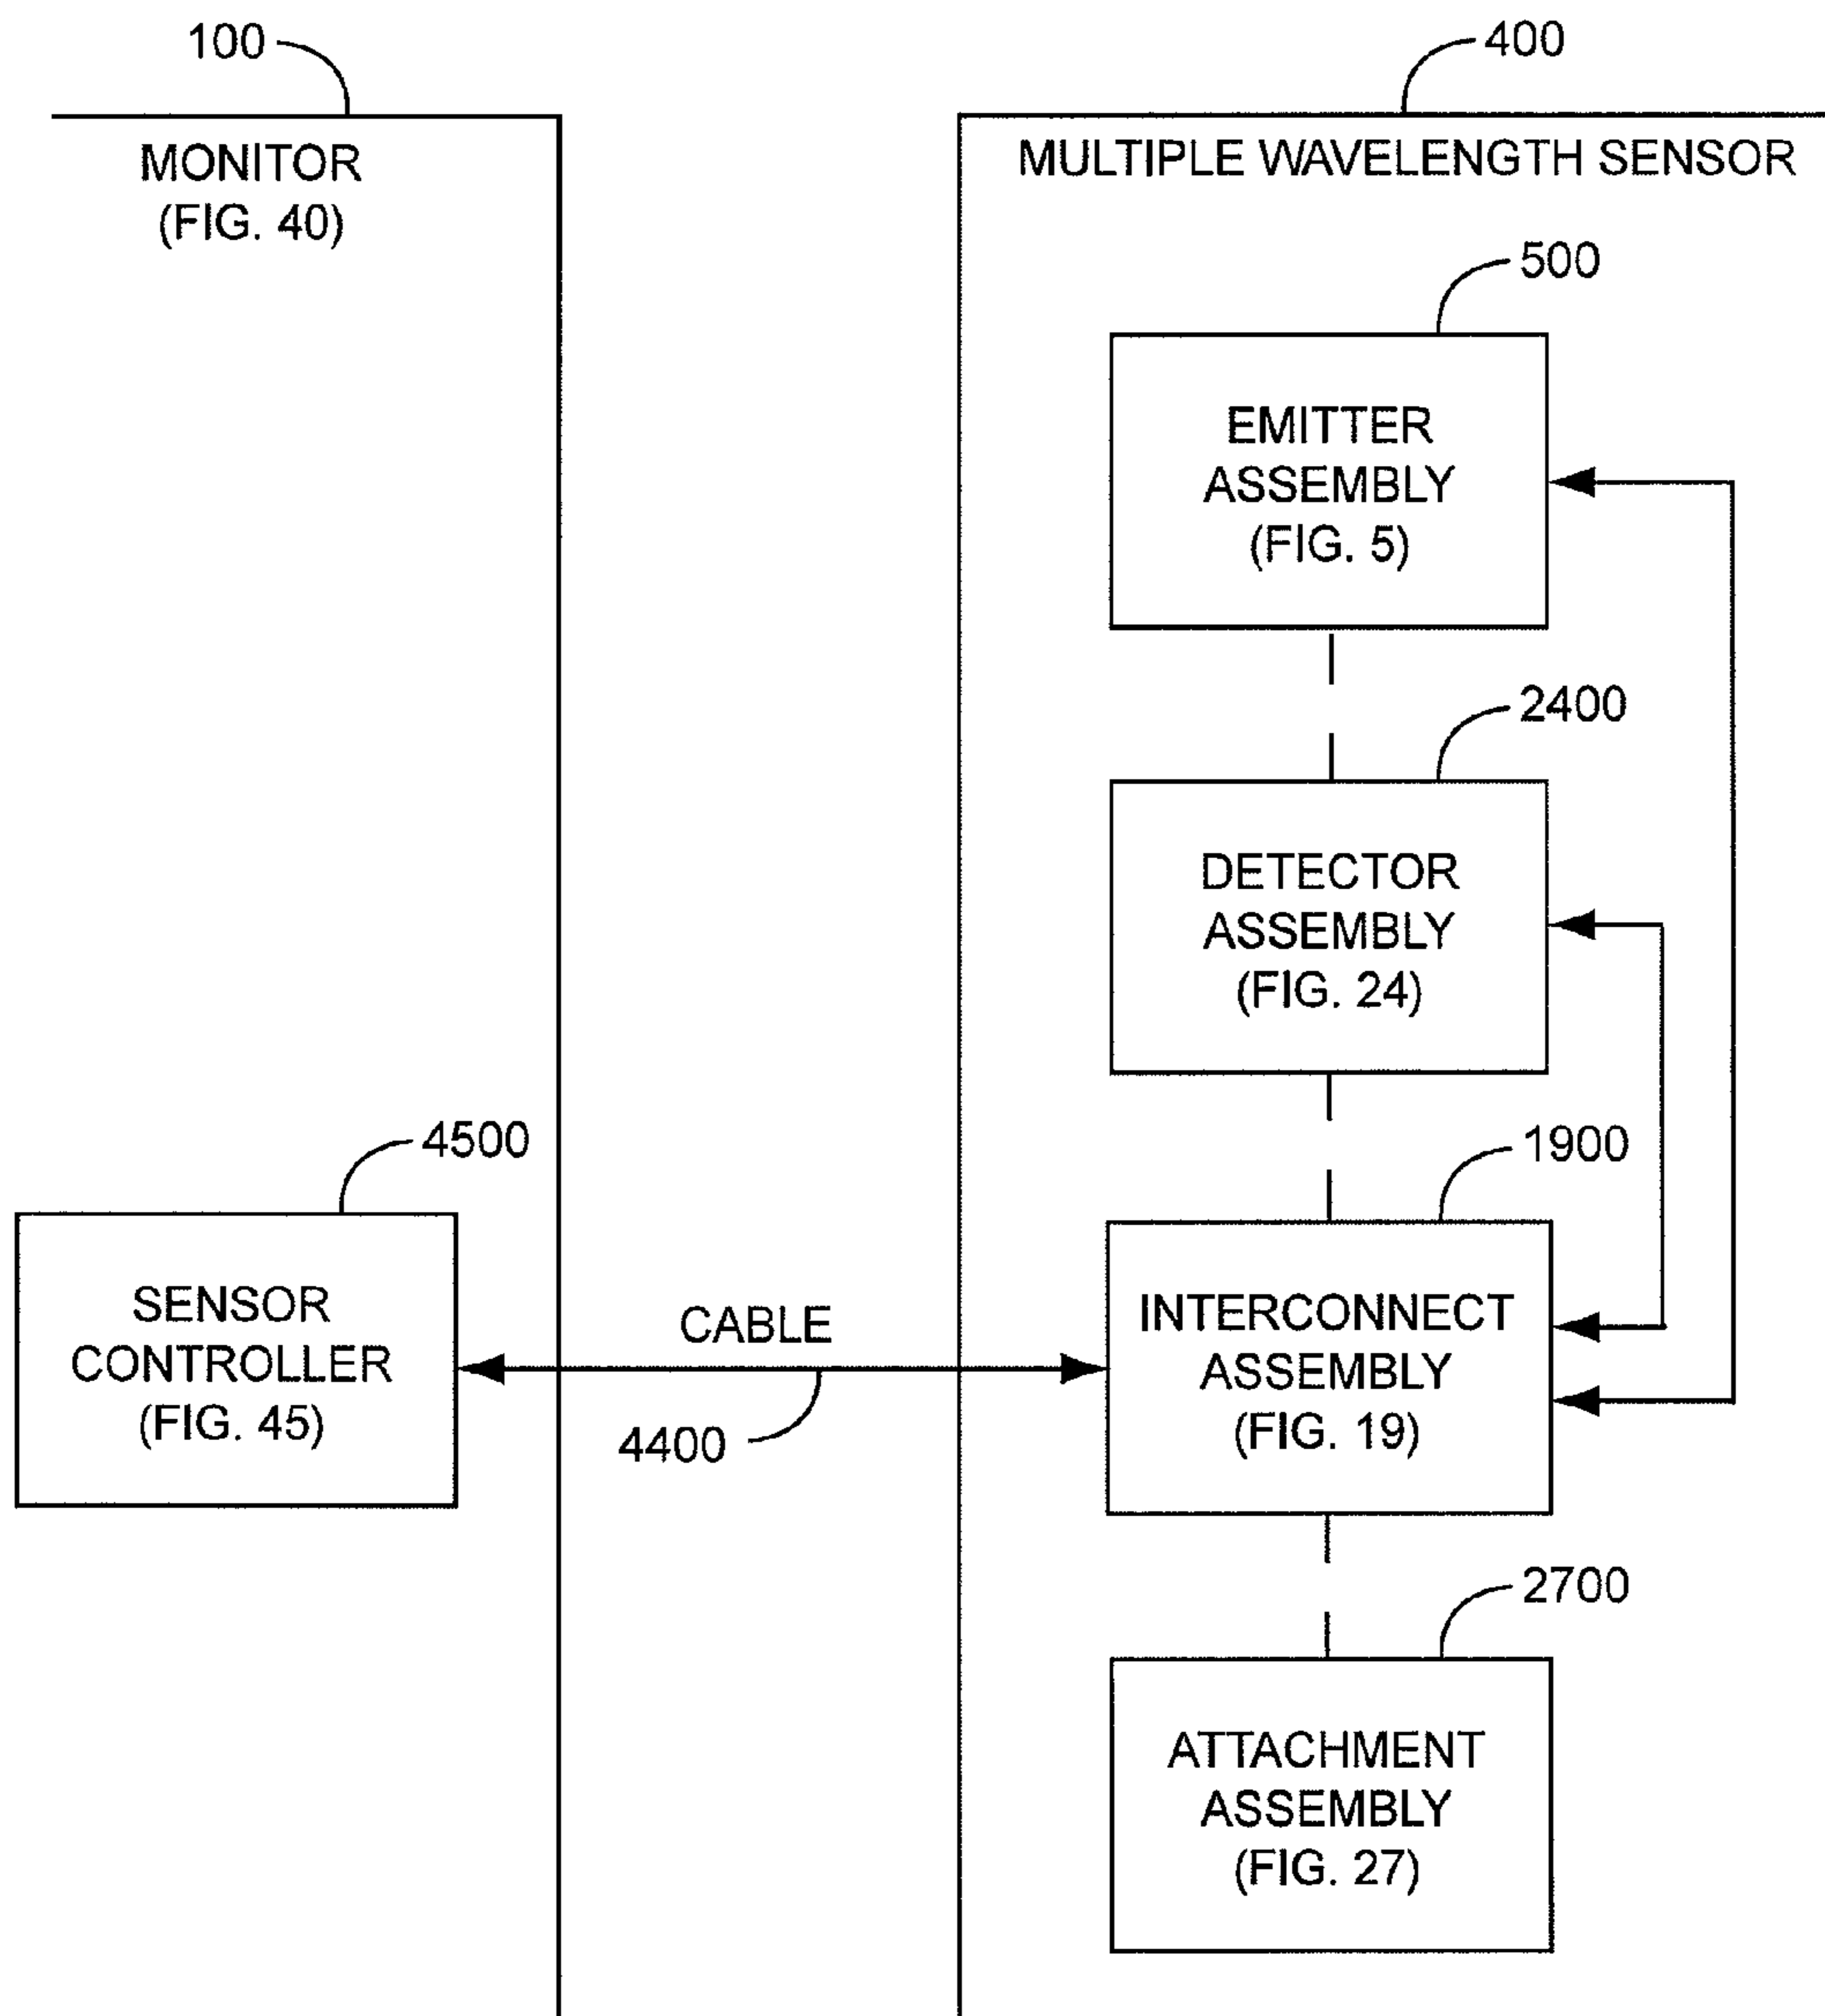 100
400
MONITOR
(FIG. 40)
MULTIPLE WAVELENGTH SENSOR
500
EMITTER
ASSEMBLY
(FIG. 5)
2400
DETECTOR
ASSEMBLY
(FIG. 24)
4500
1900
SENSOR
CONTROLLER
(FIG. 45)
CABLE
4400
INTERCONNECT
ASSEMBLY
(FIG. 19)
2700
ATTACHMENT
ASSEMBLY
(FIG. 27)